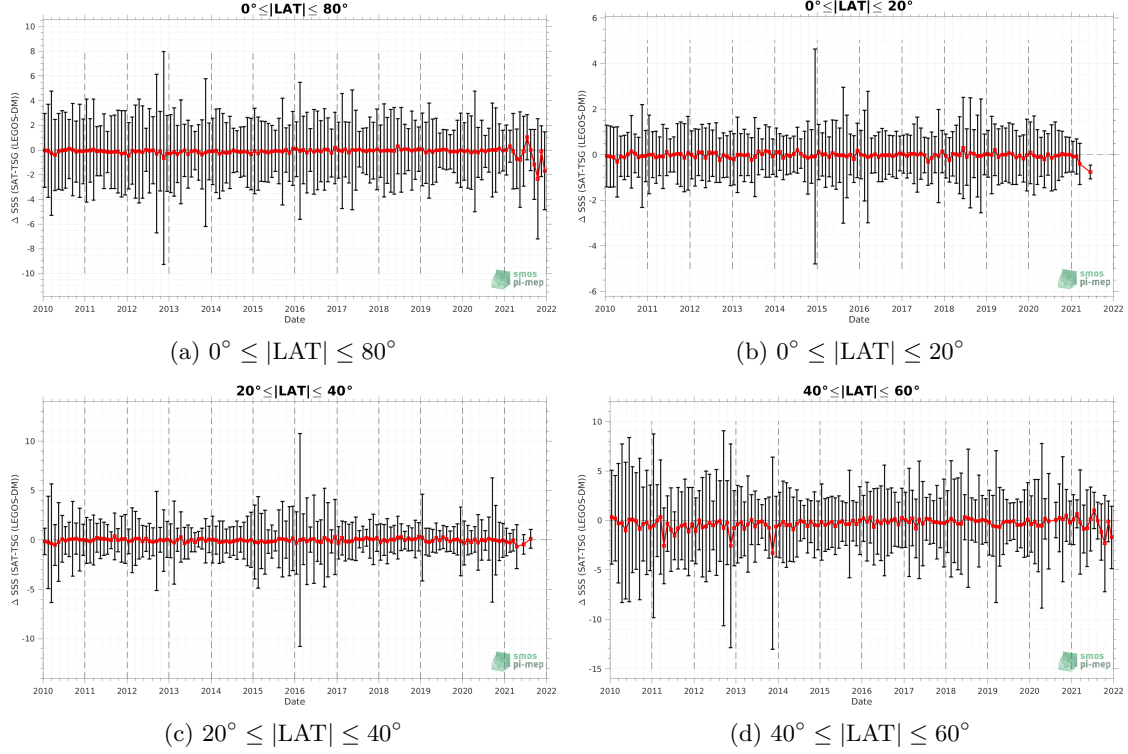 0°≤|LAT|≤ 80°
10
8
6
4
2
0
-2
-4
-6
-8
-10
Δ SSS (SAT-TSG (LEGOS-DM))
2010 2011 2012 2013 2014 2015 2016 2017 2018 2019 2020 2021 2022
Date
smos
pi-mep
(a) 0° ≤ |LAT| ≤ 80°
0°≤|LAT|≤ 20°
6
4
2
0
-2
-4
-6
Δ SSS (SAT-TSG (LEGOS-DM))
2010 2011 2012 2013 2014 2015 2016 2017 2018 2019 2020 2021 2022
Date
smos
pi-mep
(b) 0° ≤ |LAT| ≤ 20°
20°≤|LAT|≤ 40°
10
5
0
-5
-10
Δ SSS (SAT-TSG (LEGOS-DM))
2010 2011 2012 2013 2014 2015 2016 2017 2018 2019 2020 2021 2022
Date
smos
pi-mep
(c) 20° ≤ |LAT| ≤ 40°
40°≤|LAT|≤ 60°
10
5
0
-5
-10
-15
Δ SSS (SAT-TSG (LEGOS-DM))
2010 2011 2012 2013 2014 2015 2016 2017 2018 2019 2020 2021 2022
Date
smos
pi-mep
(d) 40° ≤ |LAT| ≤ 60°